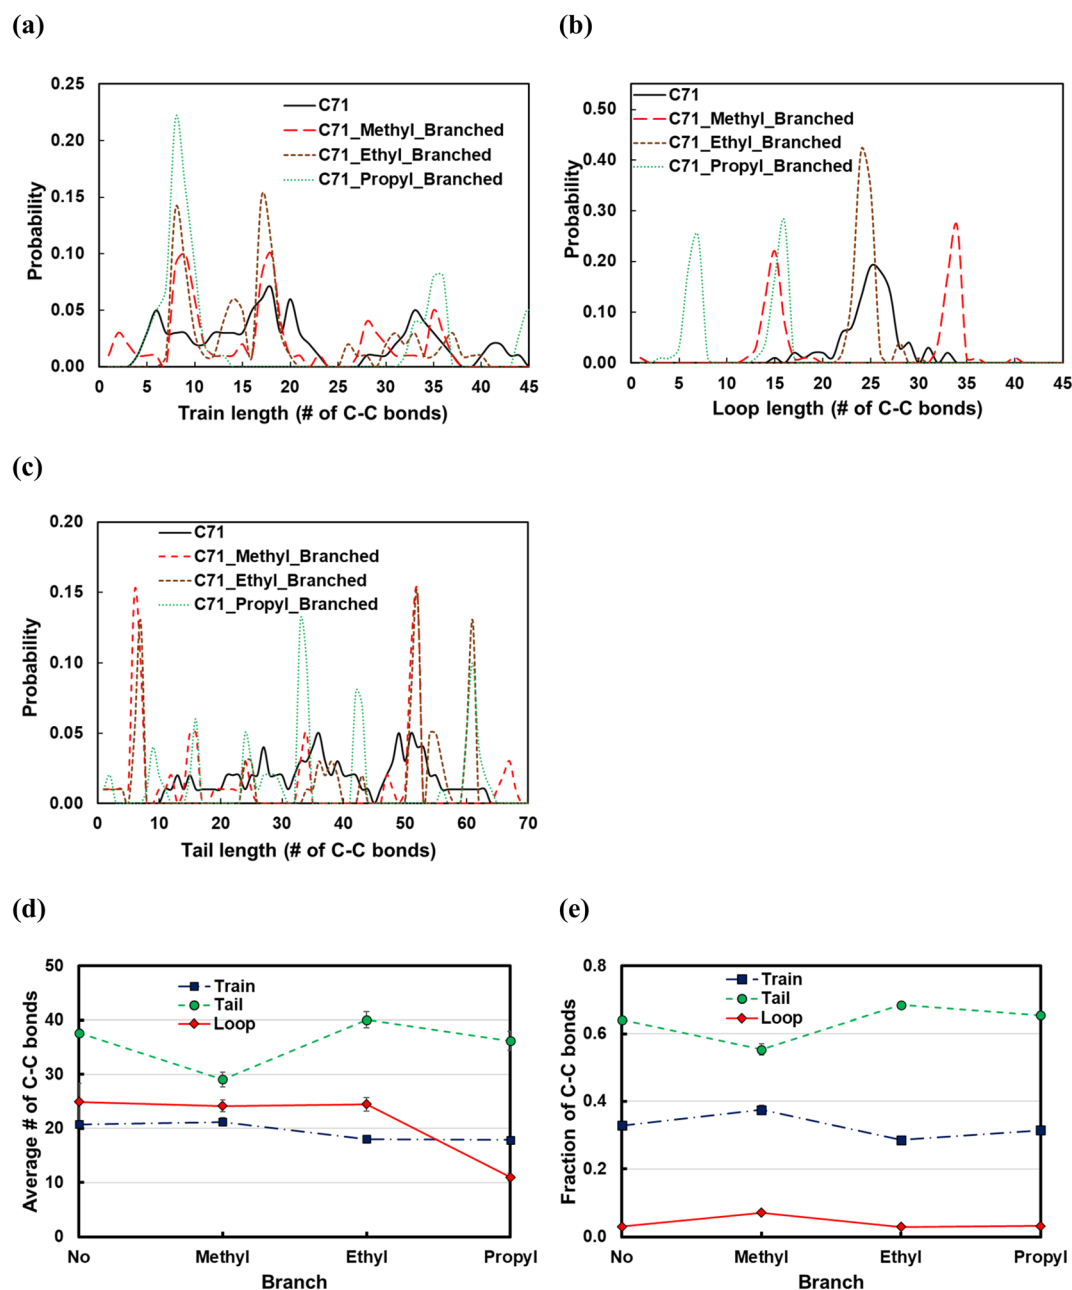 (a)
0.25
0.20
0.15
0.10
0.05
0.00
Probability
C71
C71_Methyl_Branched
C71_Ethyl_Branched
C71_Propyl_Branched
0 5 10 15 20 25 30 35 40 45
Train length (# of C-C bonds)
(b)
0.50
0.40
0.30
0.20
0.10
0.00
Probability
C71
C71_Methyl_Branched
C71_Ethyl_Branched
C71_Propyl_Branched
0 5 10 15 20 25 30 35 40 45
Loop length (# of C-C bonds)
(c)
0.20
0.15
0.10
0.05
0.00
Probability
C71
C71_Methyl_Branched
C71_Ethyl_Branched
C71_Propyl_Branched
0 10 20 30 40 50 60 70
Tail length (# of C-C bonds)
(d)
50
40
30
20
10
0
Average # of C-C bonds
Train
Tail
Loop
No Methyl Ethyl Propyl
Branch
(e)
0.8
0.6
0.4
0.2
0.0
Fraction of C-C bonds
Train
Tail
Loop
No Methyl Ethyl Propyl
Branch